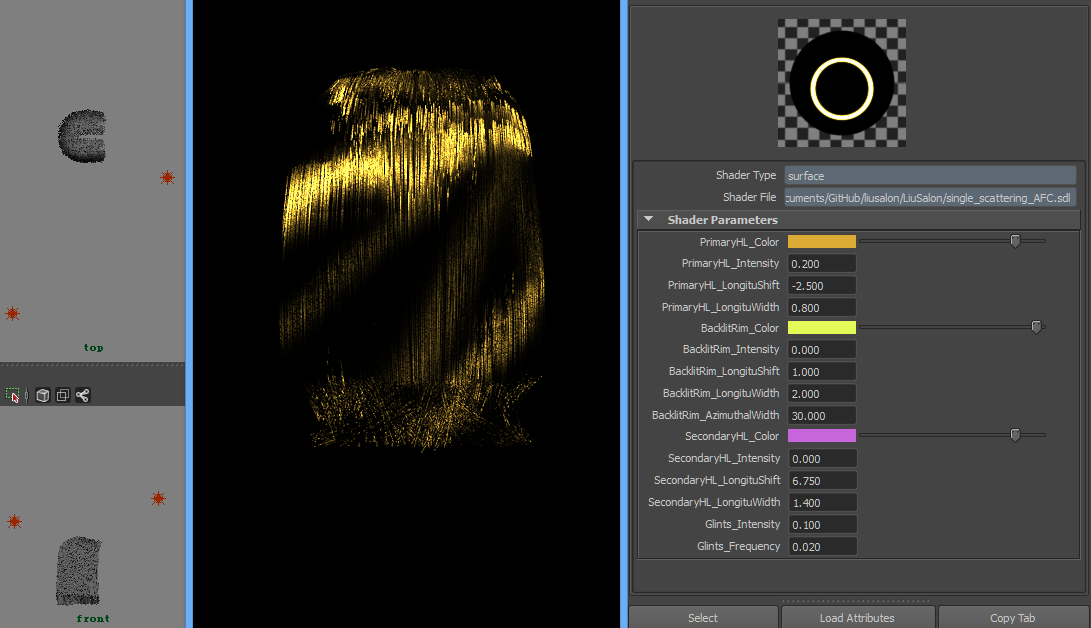 top
front
Shader Type surface
Shader File cuments/GitHub/liusalon/LiuSalon/single_scattering_AFC.sdl
Shader Parameters
PrimaryHL_Color
PrimaryHL_Intensity 0.200
PrimaryHL_LongituShift -2.500
PrimaryHL_LongituWidth 0.800
BacklitRim_Color
BacklitRim_Intensity 0.000
BacklitRim_LongituShift 1.000
BacklitRim_LongituWidth 2.000
BacklitRim_AzimuthalWidth 30.000
SecondaryHL_Color
SecondaryHL_Intensity 0.000
SecondaryHL_LongituShift 6.750
SecondaryHL_LongituWidth 1.400
Glints_Intensity 0.100
Glints_Frequency 0.020
Select Load Attributes Copy Tab